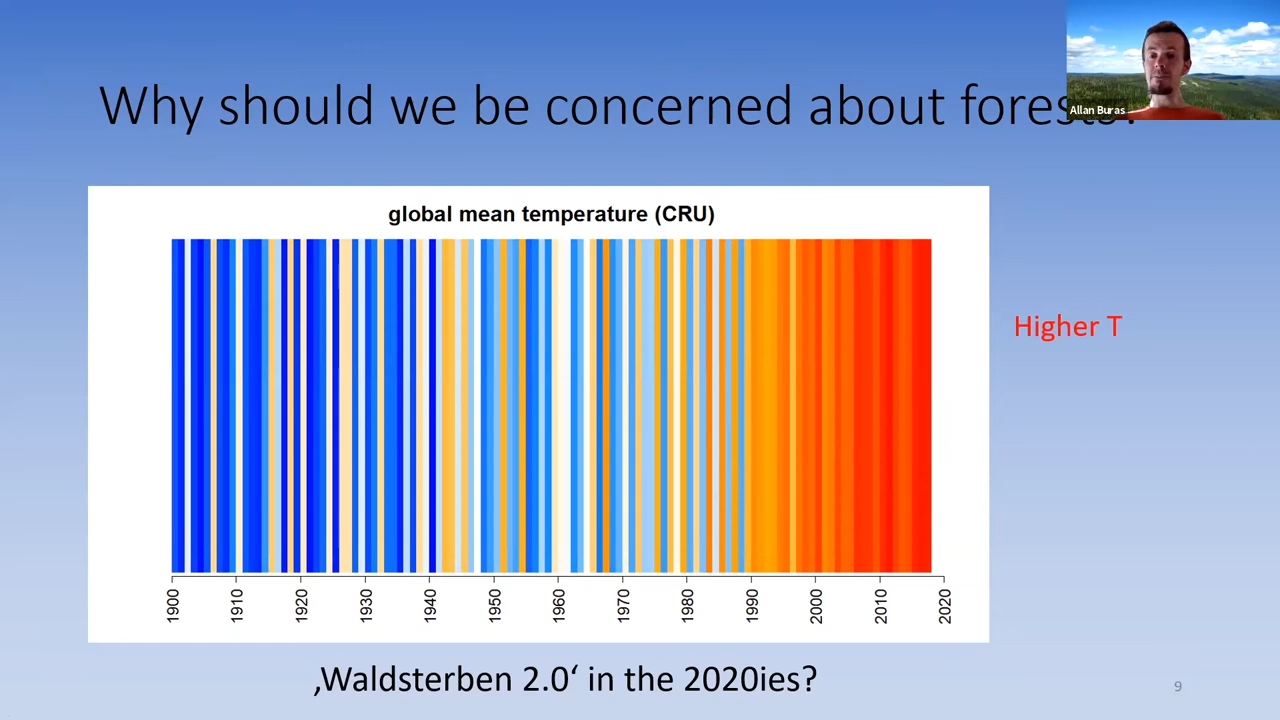 Why should we be concerned about forests?
Allan Buras
global mean temperature (CRU)
Higher T
1900 1910 1920 1930 1940 1950 1960 1970 1980 1990 2000 2010 2020
‚Waldsterben 2.0‘ in the 2020ies?
9